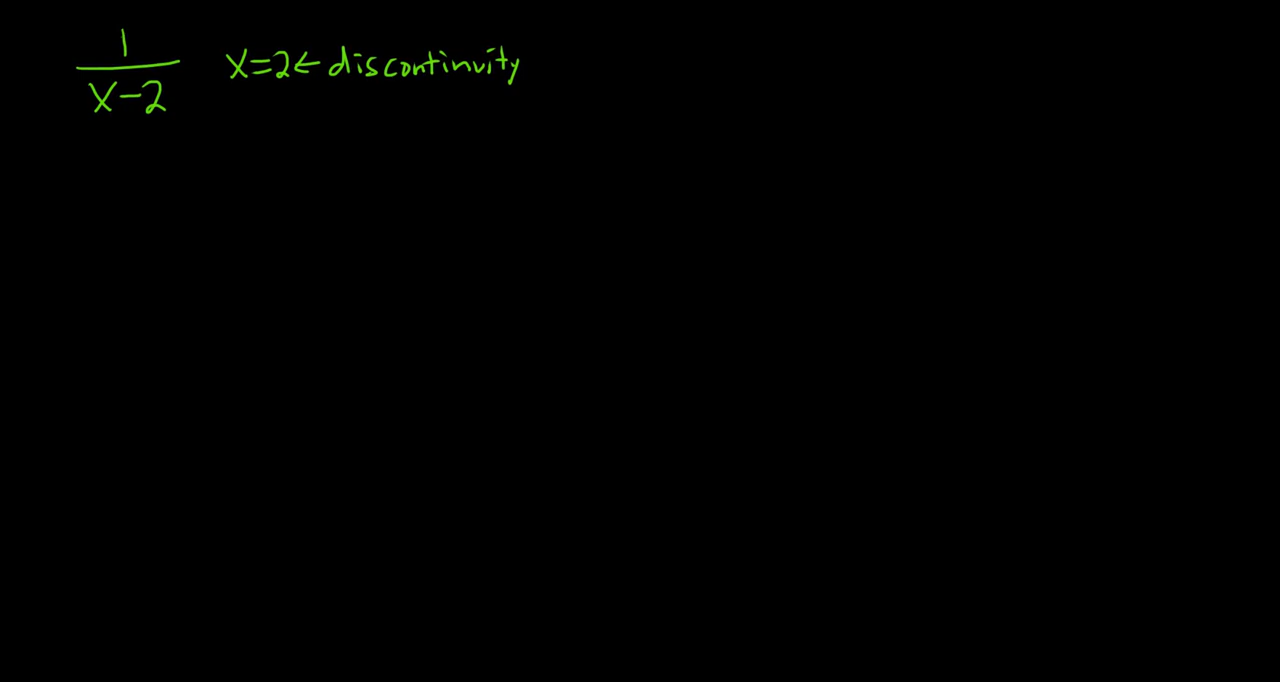 1/(x-2) x=2← discontinuity